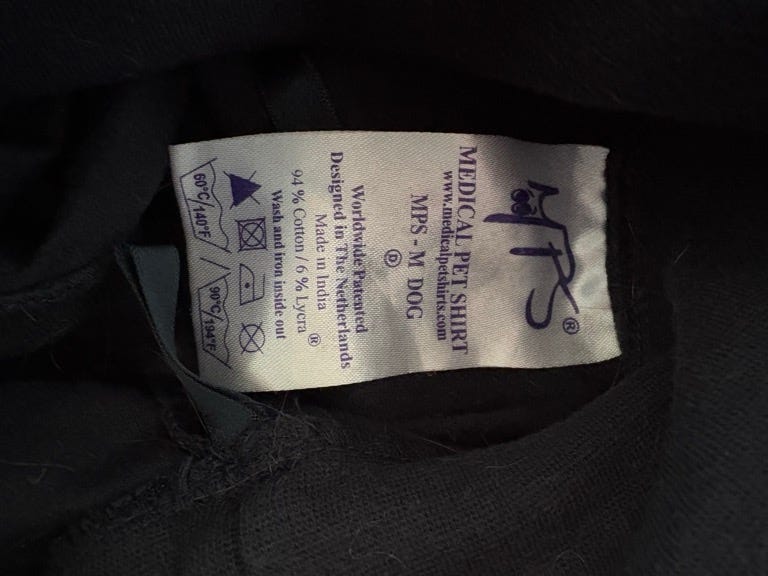 MPS®
MEDICAL PET SHIRT
www.medicalpetshirts.com
MPS - M DOG
D
Worldwide Patented
Designed in The Netherlands
Made in India
94 % Cotton / 6 % Lycra ®
Wash and iron inside out
60°C/140°F 90°C/194°F